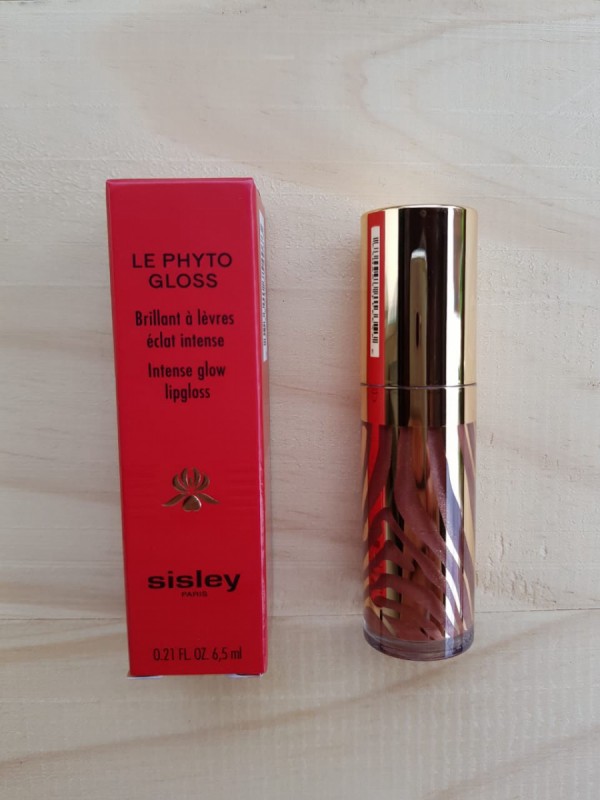 LE PHYTO
GLOSS
Brillant à lèvres
éclat intense
Intense glow
lipgloss
sisley
PARIS
0.21 FL. OZ. 6,5 ml